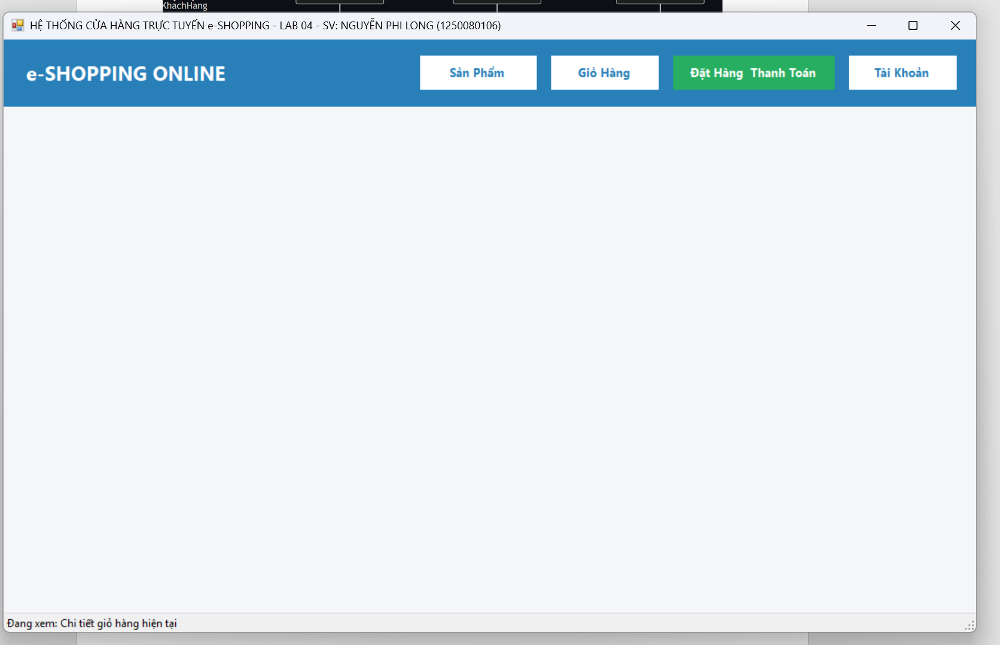 KhachHang
HỆ THỐNG CỬA HÀNG TRỰC TUYẾN e-SHOPPING - LAB 04 - SV: NGUYỄN PHI LONG (1250080106)
e-SHOPPING ONLINE
Sản Phẩm
Giỏ Hàng
Đặt Hàng  Thanh Toán
Tài Khoản
Đang xem: Chi tiết giỏ hàng hiện tại